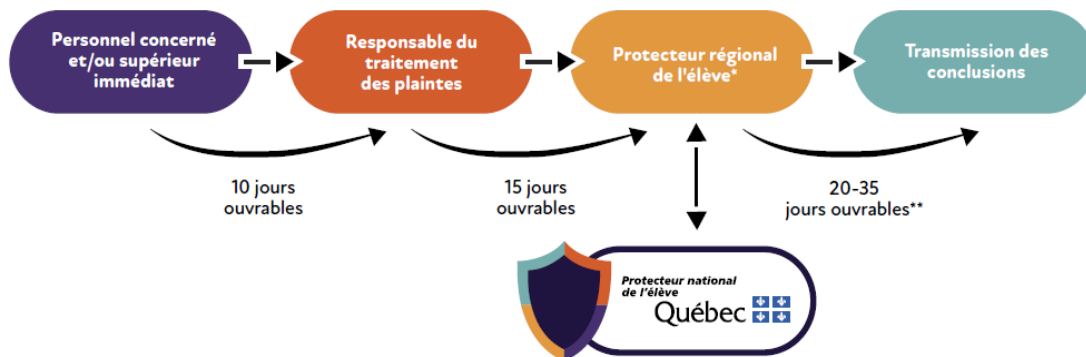 Personnel concerné
et/ou supérieur
immédiat
Responsable du
traitement
des plaintes
Protecteur régional
de l'élève*
Transmission des
conclusions
10 jours
ouvrables
15 jours
ouvrables
20-35
jours ouvrables**
Protecteur national
de l'élève
Québec